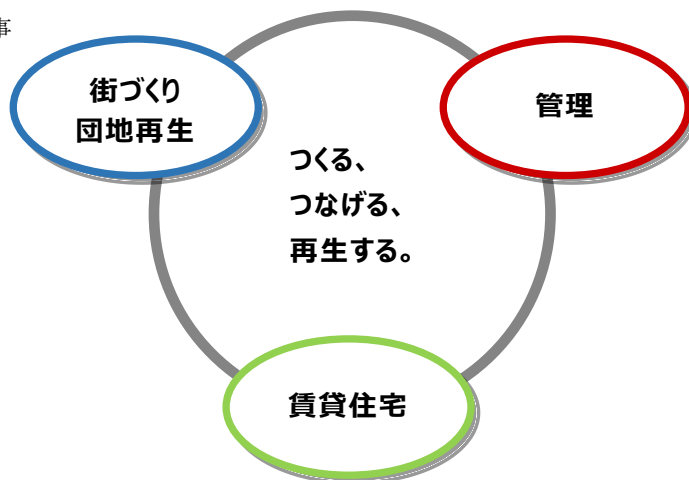 事
街づくり
団地再生
管理
つくる、
つなげる、
再生する。
賃貸住宅